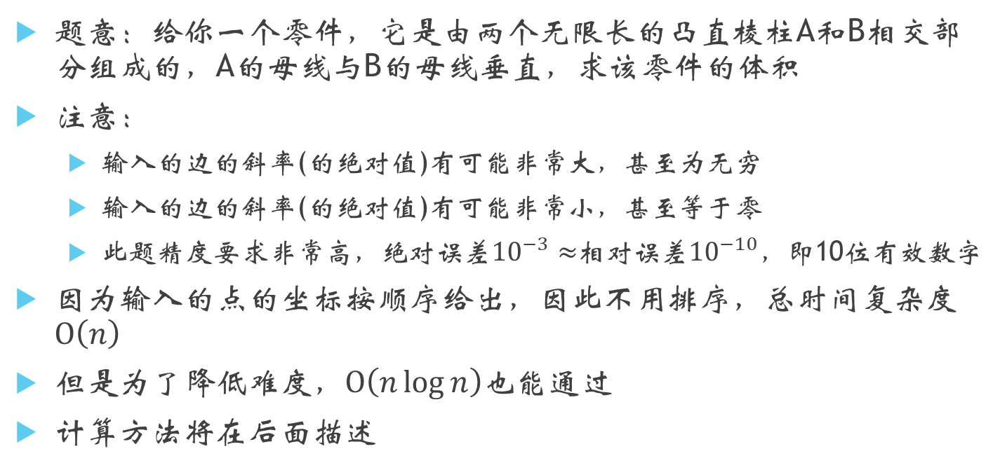 题意：给你一个零件，它是由两个无限长的凸直棱柱A和B相交部
分组成的，A的母线与B的母线垂直，求该零件的体积
注意：
输入的边的斜率(的绝对值)有可能非常大，甚至为无穷
输入的边的斜率(的绝对值)有可能非常小，甚至等于零
此题精度要求非常高，绝对误差10⁻³ ≈相对误差10⁻¹⁰，即10位有效数字
因为输入的点的坐标按顺序给出，因此不用排序，总时间复杂度
O(n)
但是为了降低难度，O(n log n)也能通过
计算方法将在后面描述